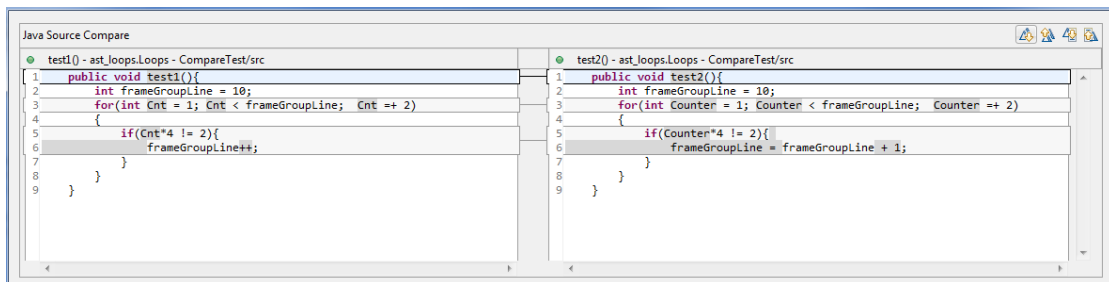 Java Source Compare
test1() - ast_loops.Loops - CompareTest/src
1 public void test1(){
2 int frameGroupLine = 10;
3 for(int Cnt = 1; Cnt < frameGroupLine; Cnt =+ 2)
4 {
5 if(Cnt*4 != 2){
6 frameGroupLine++;
7 }
8 }
9 }
test2() - ast_loops.Loops - CompareTest/src
1 public void test2(){
2 int frameGroupLine = 10;
3 for(int Counter = 1; Counter < frameGroupLine; Counter =+ 2)
4 {
5 if(Counter*4 != 2){
6 frameGroupLine = frameGroupLine + 1;
7 }
8 }
9 }